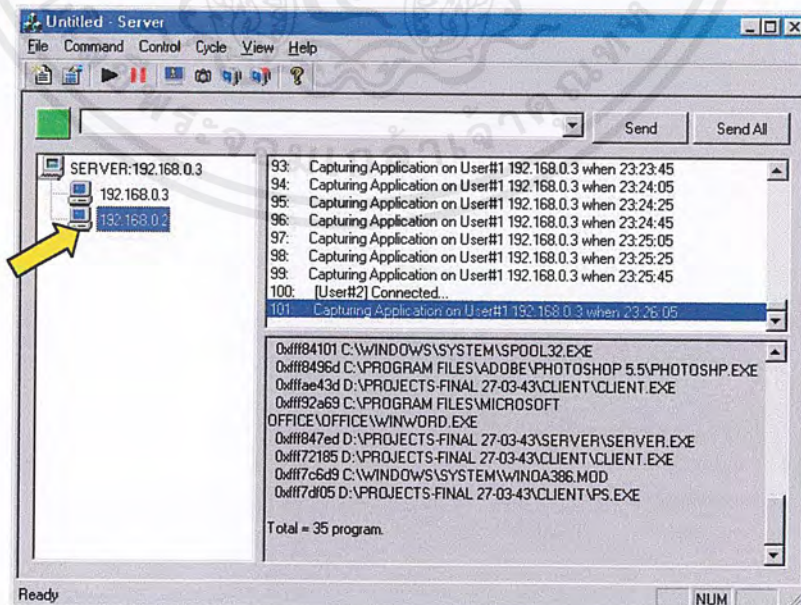 Untitled - Server
File Command Control Cycle View Help
Send Send All
SERVER:192.168.0.3
192.168.0.3
192.168.0.2
93: Capturing Application on User#1 192.168.0.3 when 23:23:45
94: Capturing Application on User#1 192.168.0.3 when 23:24:05
95: Capturing Application on User#1 192.168.0.3 when 23:24:25
96: Capturing Application on User#1 192.168.0.3 when 23:24:45
97: Capturing Application on User#1 192.168.0.3 when 23:25:05
98: Capturing Application on User#1 192.168.0.3 when 23:25:25
99: Capturing Application on User#1 192.168.0.3 when 23:25:45
100: [User#2] Connected...
101: Capturing Application on User#1 192.168.0.3 when 23:26:05
0xfff84101 C:\WINDOWS\SYSTEM\SPOOL32.EXE
0xfff8496d C:\PROGRAM FILES\ADOBE\PHOTOSHOP 5.5\PHOTOSHP.EXE
0xfffae43d D:\PROJECTS-FINAL 27-03-43\CLIENT\CLIENT.EXE
0xfff92a69 C:\PROGRAM FILES\MICROSOFT
OFFICE\OFFICE\WINWORD.EXE
0xfff847ed D:\PROJECTS-FINAL 27-03-43\SERVER\SERVER.EXE
0xfff72185 D:\PROJECTS-FINAL 27-03-43\CLIENT\CLIENT.EXE
0xfff7c6d9 C:\WINDOWS\SYSTEM\WINOA386.MOD
0xfff7df05 D:\PROJECTS-FINAL 27-03-43\CLIENT\PS.EXE
Total = 35 program.
Ready
NUM